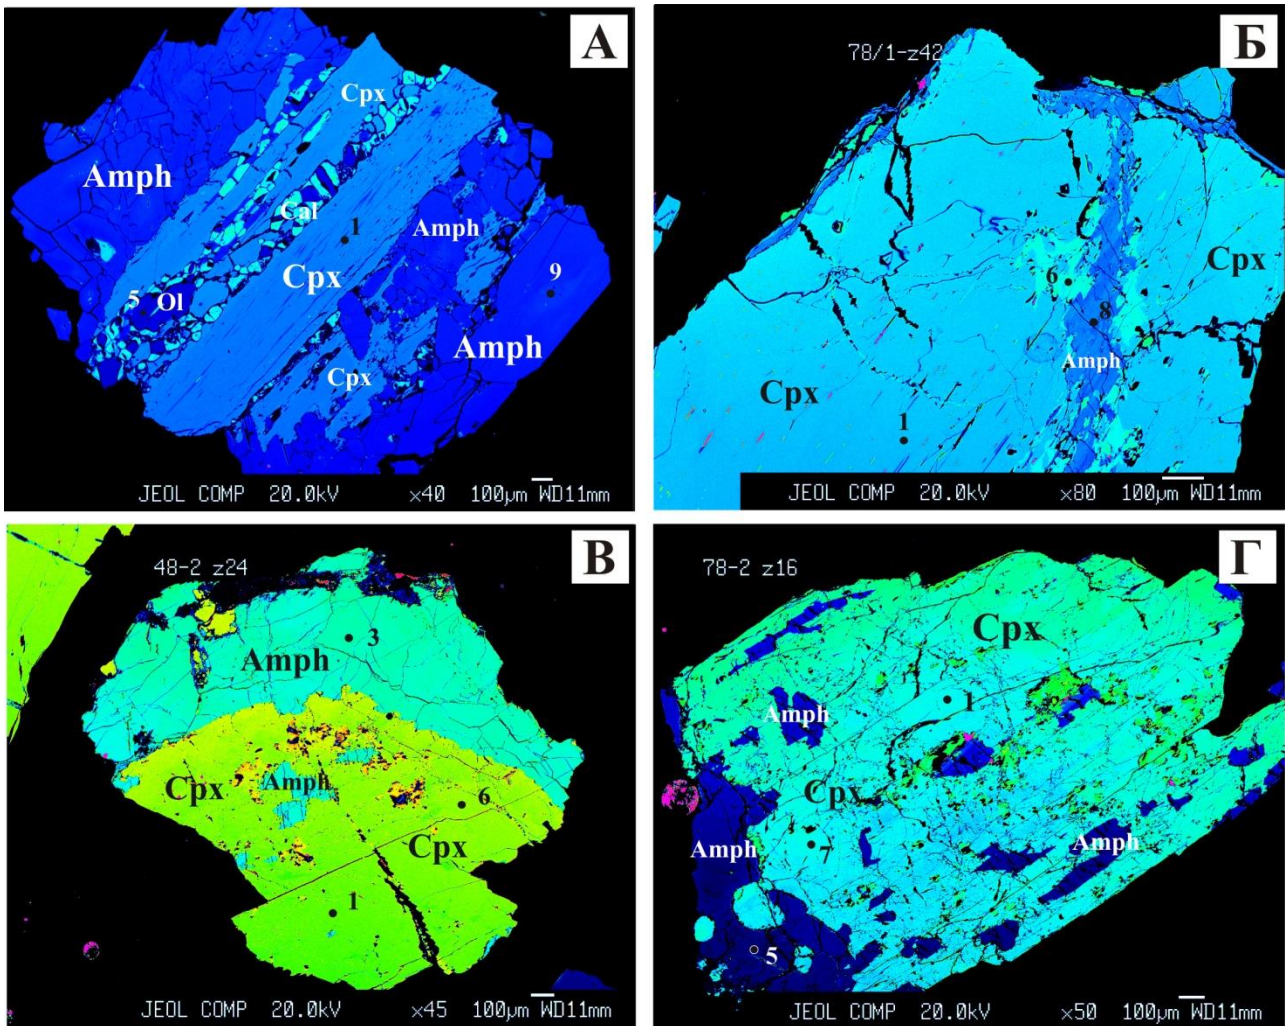 А
Cpx
Amph
Cal
1
Amph
9
Cpx
5 Ol
Amph
Cpx
JEOL COMP 20.0kV ×40 100µm WD11mm
Б
78/1-z42
6
Cpx
8
Amph
Cpx
1
JEOL COMP 20.0kV ×80 100µm WD11mm
В
48-2 z24
3
Amph
Amph
Cpx
6
Cpx
1
JEOL COMP 20.0kV ×45 100µm WD11mm
Г
78-2 z16
Cpx
1
Amph
Cpx
7
Amph
Amph
5
JEOL COMP 20.0kV ×50 100µm WD11mm